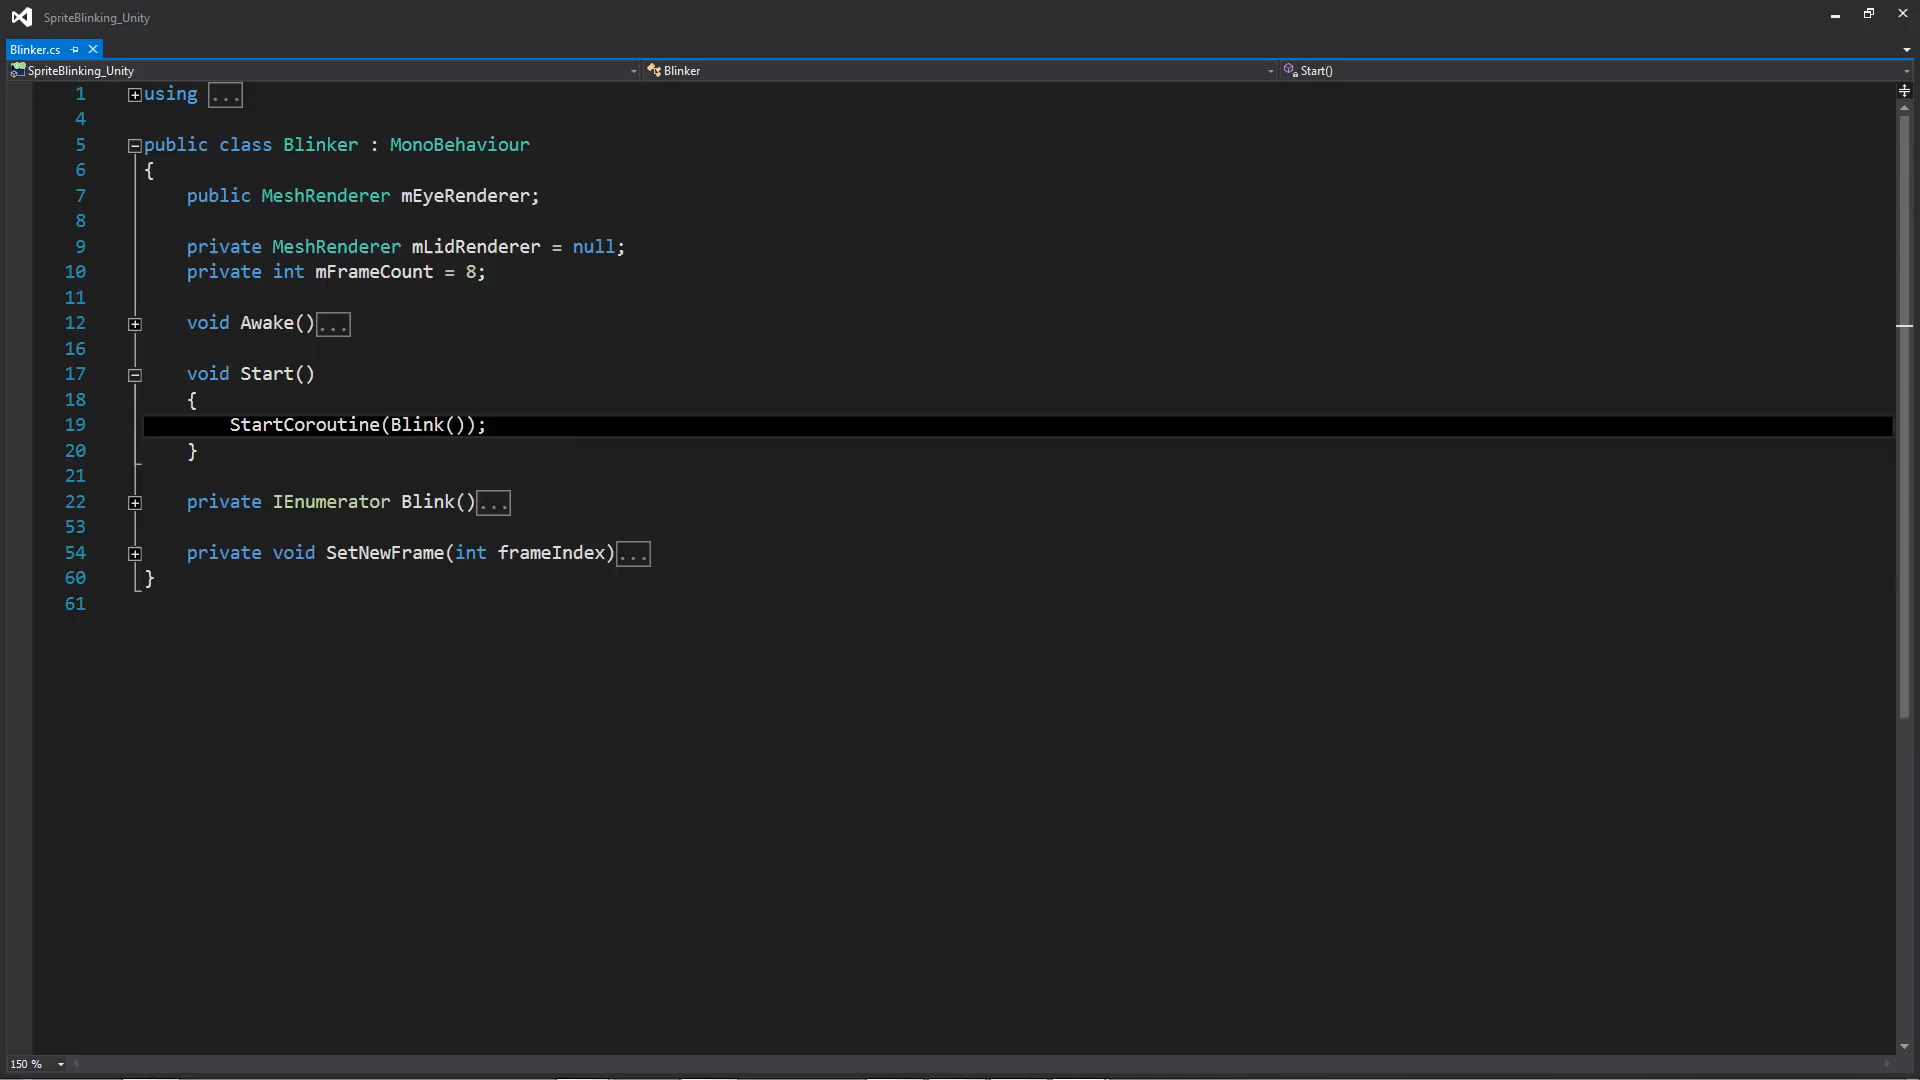 SpriteBlinking_Unity
Blinker.cs
SpriteBlinking_Unity Blinker Start()
1 using ...
4
5 public class Blinker : MonoBehaviour
6 {
7 public MeshRenderer mEyeRenderer;
8
9 private MeshRenderer mLidRenderer = null;
10 private int mFrameCount = 8;
11
12 void Awake()...
16
17 void Start()
18 {
19 StartCoroutine(Blink());
20 }
21
22 private IEnumerator Blink()...
53
54 private void SetNewFrame(int frameIndex)...
60 }
61
150 %